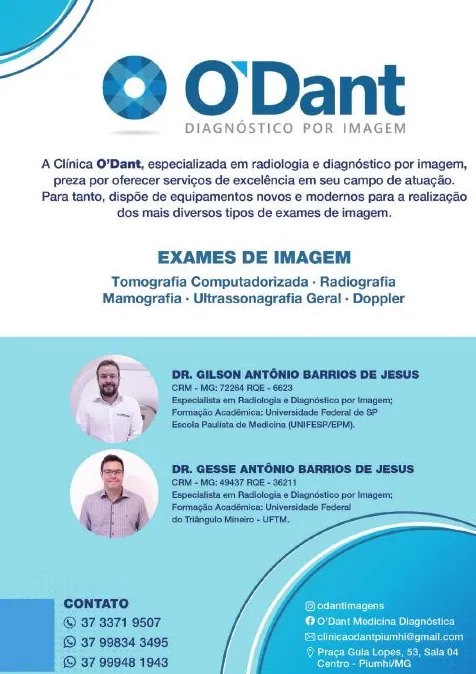 O'Dant
DIAGNÓSTICO POR IMAGEM
A Clínica O'Dant, especializada em radiologia e diagnóstico por imagem,
preza por oferecer serviços de excelência em seu campo de atuação.
Para tanto, dispõe de equipamentos novos e modernos para a realização
dos mais diversos tipos de exames de imagem.
EXAMES DE IMAGEM
Tomografia Computadorizada · Radiografia
Mamografia · Ultrassonagrafia Geral · Doppler
DR. GILSON ANTÔNIO BARRIOS DE JESUS
CRM - MG: 72264 RQE - 6623
Especialista em Radiologia e Diagnóstico por Imagem;
Formação Acadêmica: Universidade Federal de SP
Escola Paulista de Medicina (UNIFESP/EPM).
DR. GESSE ANTÔNIO BARRIOS DE JESUS
CRM - MG: 49437 RQE - 36211
Especialista em Radiologia e Diagnóstico por Imagem;
Formação Acadêmica: Universidade Federal
do Triângulo Mineiro - UFTM.
CONTATO
37 3371 9507
37 99834 3495
37 99948 1943
odantimagens
O'Dant Medicina Diagnóstica
clinicaodantpiumhi@gmail.com
Praça Guia Lopes, 53, Sala 04
Centro - Piumhi/MG